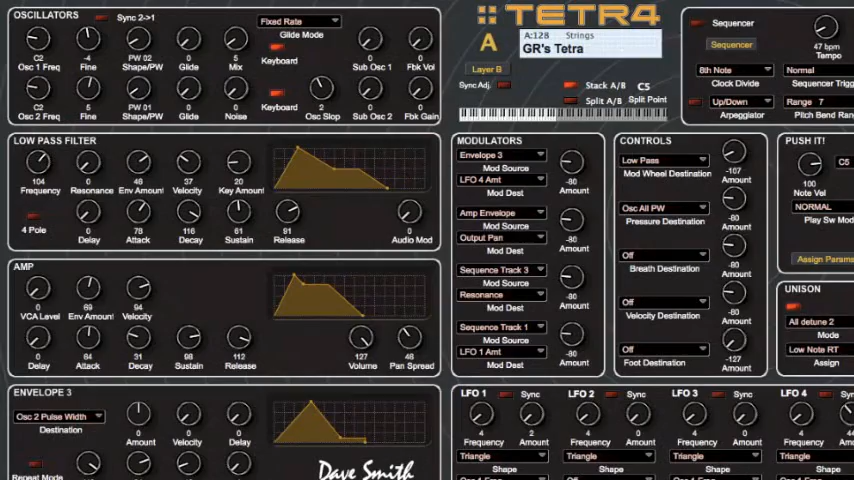 OSCILLATORS
Sync 2->1
C2 -4 PW 02 0 5
Osc 1 Freq Fine Shape/PW Glide Mix
Fixed Rate
Glide Mode
Keyboard
0 0
Sub Osc 1 Fbk Vol
C2 5 PW 01 0 0
Osc 2 Freq Fine Shape/PW Glide Noise
Keyboard
2 0 0
Osc Slop Sub Osc 2 Fbk Gain
LOW PASS FILTER
104 0 48 37 20
Frequency Resonance Env Amount Velocity Key Amount
4 Pole
0 78 116 61 91 0
Delay Attack Decay Sustain Release Audio Mod
AMP
0 69 94
VCA Level Env Amount Velocity
0 64 31 98 112 127 48
Delay Attack Decay Sustain Release Volume Pan Spread
ENVELOPE 3
Osc 2 Pulse Width
Destination
0 0 0
Amount Velocity Delay
Repeat Mode
Dave Smith
TETR4
A
A:128 Strings
GR's Tetra
Layer B
Sync Adj.
Stack A/B
Split A/B
C5
Split Point
Sequencer
Sequencer
47 bpm
Tempo
8th Note
Clock Divide
Normal
Sequencer Trigg
Up/Down
Arpeggiator
Range 7
Pitch Bend Ran
MODULATORS
Envelope 3
Mod Source
LFO 4 Amt
Mod Dest
-80
Amount
Amp Envelope
Mod Source
Output Pan
Mod Dest
-80
Amount
Sequence Track 3
Mod Source
Resonance
Mod Dest
-80
Amount
Sequence Track 1
Mod Source
LFO 1 Amt
Mod Dest
-80
Amount
CONTROLS
Low Pass
Mod Wheel Destination
-107
Amount
Osc All PW
Pressure Destination
-80
Amount
Off
Breath Destination
-80
Amount
Off
Velocity Destination
-80
Amount
Off
Foot Destination
-127
Amount
PUSH IT!
100
Note Vel
C5
NORMAL
Play Sw Mod
Assign Parama
UNISON
All detune 2
Mode
Low Note RT
Assign
LFO 1 Sync
4 2
Frequency Amount
Triangle
Shape
LFO 2 Sync
4 0
Frequency Amount
Triangle
Shape
Off
LFO 3 Sync
4 0
Frequency Amount
Triangle
Shape
LFO 4
4
Frequency
Triangle
Shape